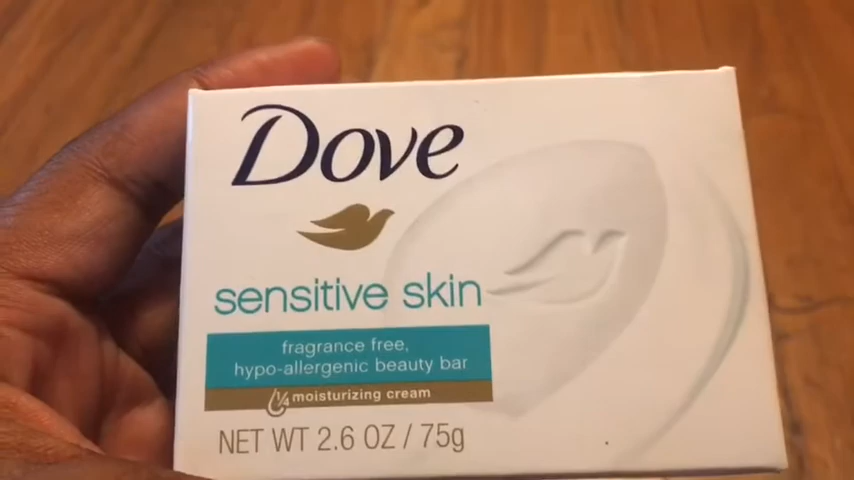 Dove
sensitive skin
fragrance free,
hypo-allergenic beauty bar
1/4 moisturizing cream
NET WT 2.6 OZ / 75g